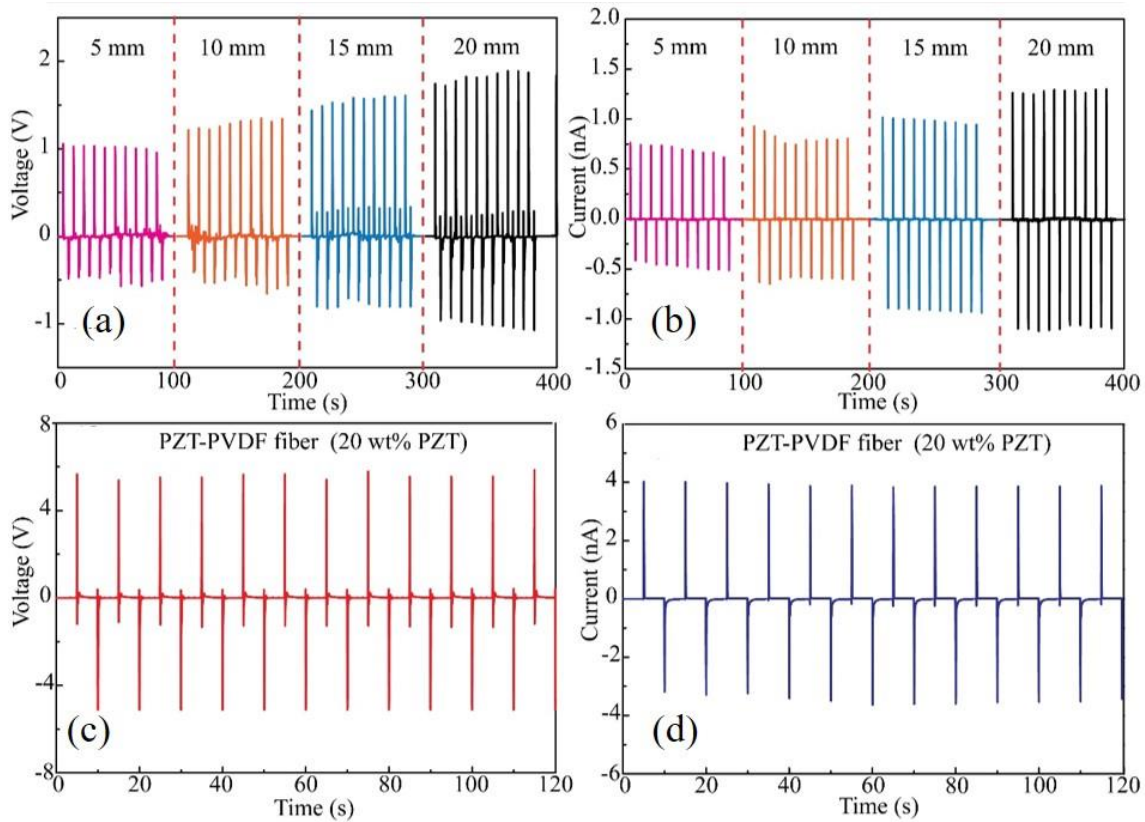 5 mm 10 mm 15 mm 20 mm
2
1
0
-1
Voltage (V)
(a)
0 100 200 300 400
Time (s)
2.0
1.5
1.0
0.5
0.0
-0.5
-1.0
-1.5
Current (nA)
5 mm 10 mm 15 mm 20 mm
(b)
0 100 200 300 400
Time (s)
8
4
0
-4
-8
Voltage (V)
PZT-PVDF fiber (20 wt% PZT)
(c)
0 20 40 60 80 100 120
Time (s)
6
4
2
0
-2
-4
-6
Current (nA)
PZT-PVDF fiber (20 wt% PZT)
(d)
0 20 40 60 80 100 120
Time (s)